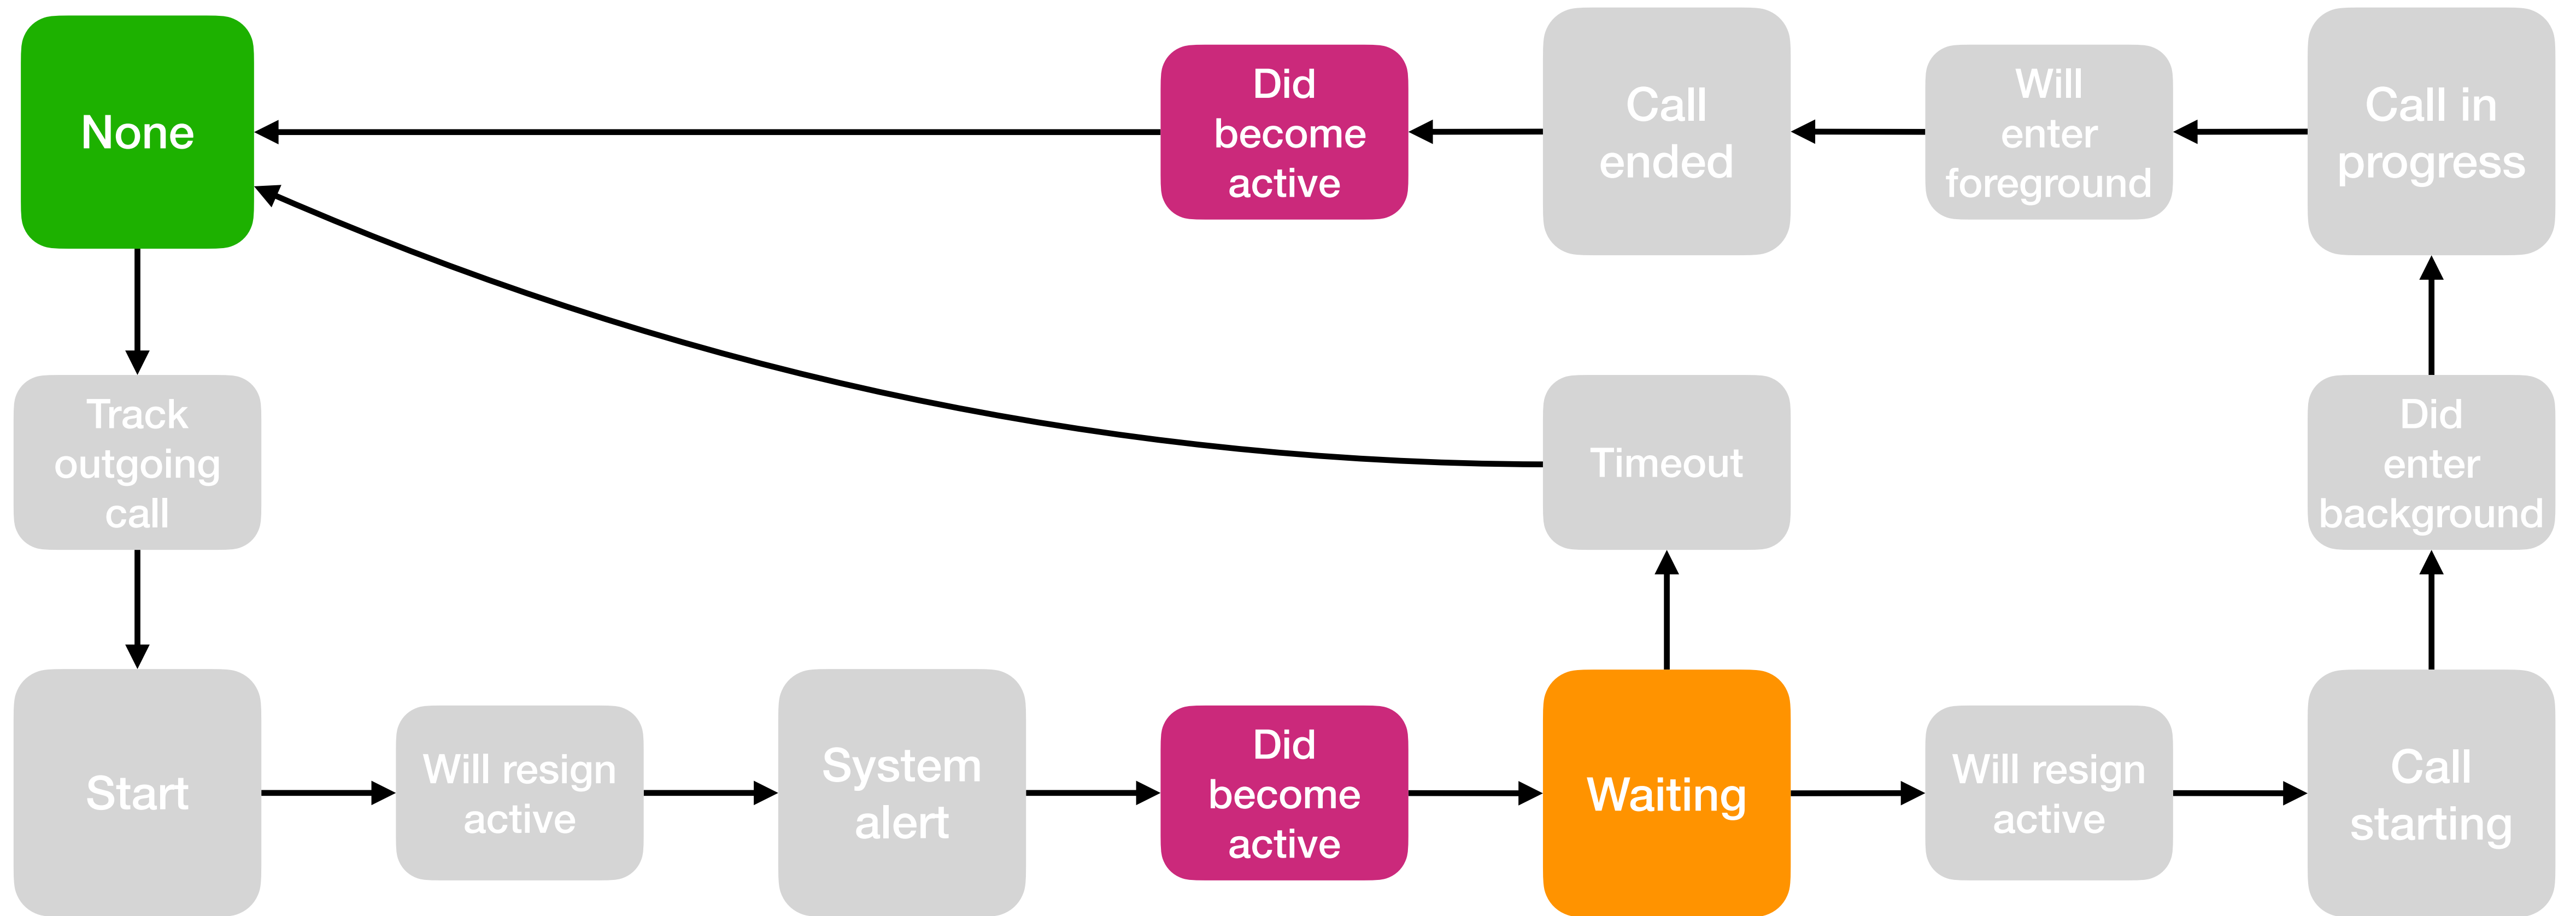 None
Did
become
active
Call
ended
Will
enter
foreground
Call in
progress
Track
outgoing
call
Timeout
Did
enter
background
Start
Will resign
active
System
alert
Did
become
active
Waiting
Will resign
active
Call
starting